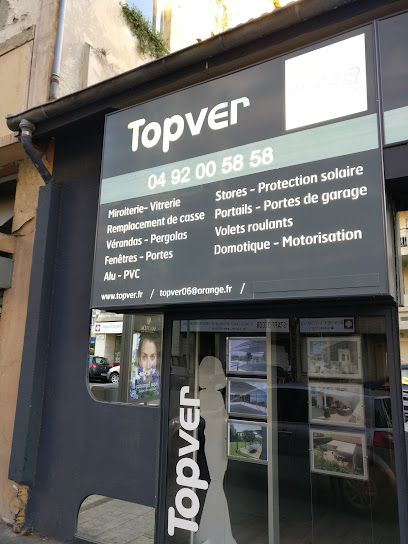 Topver
04 92 00 58 58
Miroiterie- Vitrerie
Remplacement de casse
Vérandas - Pergolas
Fenêtres - Portes
Alu - PVC
Stores - Protection solaire
Portails - Portes de garage
Volets roulants
Domotique - Motorisation
www.topver.fr / topver06@orange.fr /
Topver